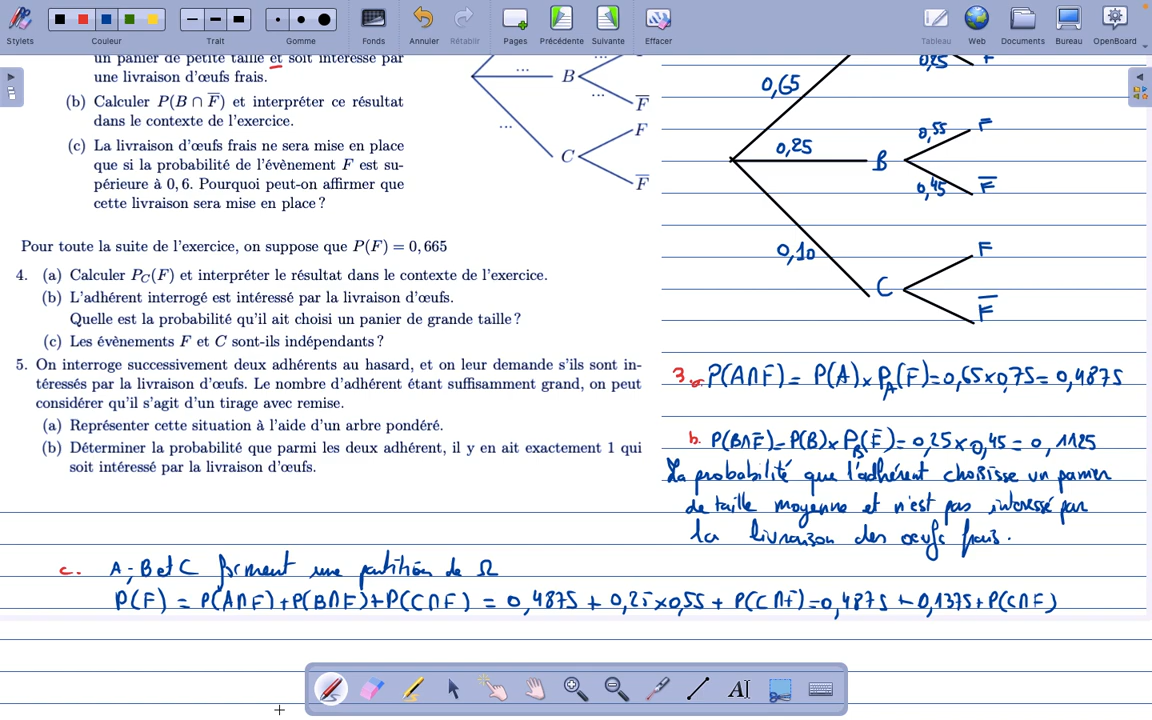 Stylets Couleur Trait Gomme Fonds Annuler Rétablir Pages Précédente Suivante Effacer Tableau Web Documents Bureau OpenBoard
un panier de petite taille et soit intéressé par
une livraison d'œufs frais.
(b) Calculer P(B ∩ F̅) et interpréter ce résultat
dans le contexte de l'exercice.
(c) La livraison d'œufs frais ne sera mise en place
que si la probabilité de l'évènement F est su-
périeure à 0, 6. Pourquoi peut-on affirmer que
cette livraison sera mise en place ?
... B ...
... F̅
... F
C
F̅
Pour toute la suite de l'exercice, on suppose que P(F) = 0, 665
4. (a) Calculer P_C(F) et interpréter le résultat dans le contexte de l'exercice.
(b) L'adhérent interrogé est intéressé par la livraison d'œufs.
Quelle est la probabilité qu'il ait choisi un panier de grande taille ?
(c) Les évènements F et C sont-ils indépendants ?
5. On interroge successivement deux adhérents au hasard, et on leur demande s'ils sont in-
téressés par la livraison d'œufs. Le nombre d'adhérent étant suffisamment grand, on peut
considérer qu'il s'agit d'un tirage avec remise.
(a) Représenter cette situation à l'aide d'un arbre pondéré.
(b) Déterminer la probabilité que parmi les deux adhérent, il y en ait exactement 1 qui
soit intéressé par la livraison d'œufs.
0,65 0,25 F
0,55 F
0,25 B
0,45 F̅
0,10 F
C
F̅
3. a. P(A∩F) = P(A) × P_A(F) = 0,65 × 0,75 = 0,4875
b. P(B∩F̅) = P(B) × P_B(F̅) = 0,25 × 0,45 = 0,1125
La probabilité que l'adhérent choisisse un panier
de taille moyenne et n'est pas interessé par
la livraison des œufs frais.
c. A, B et C forment une partition de Ω
P(F) = P(A∩F) + P(B∩F) + P(C∩F) = 0,4875 + 0,25 × 0,55 + P(C∩F) = 0,4875 + 0,1375 + P(C∩F)